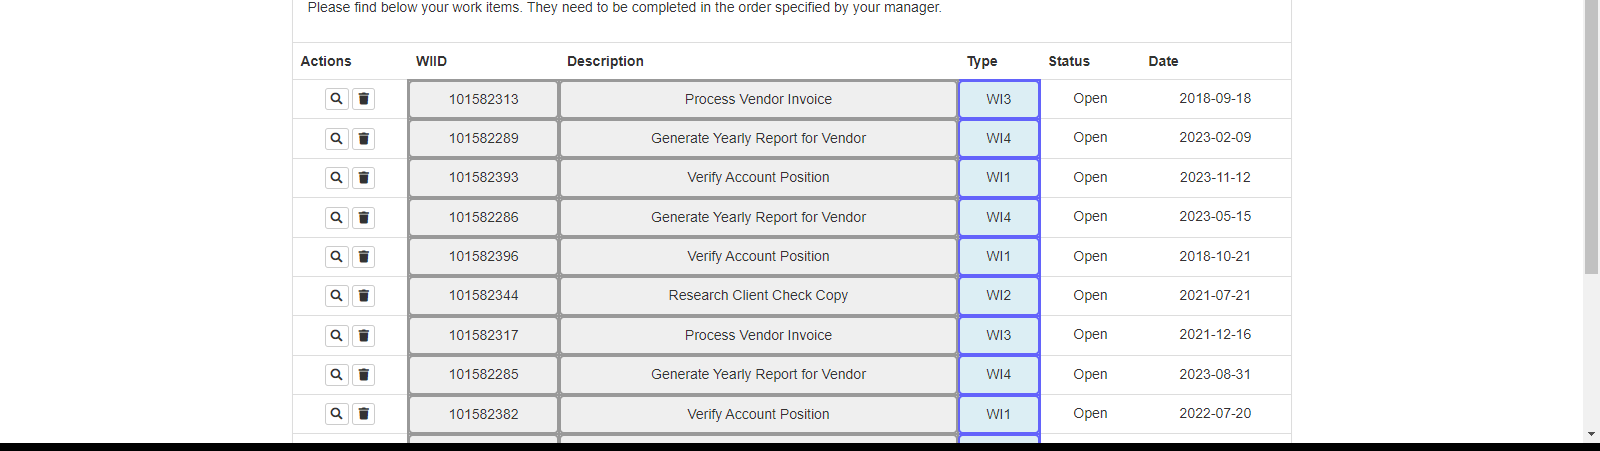 Please find below your work items. They need to be completed in the order specified by your manager.
Actions WIID Description Type Status Date
101582313 Process Vendor Invoice WI3 Open 2018-09-18
101582289 Generate Yearly Report for Vendor WI4 Open 2023-02-09
101582393 Verify Account Position WI1 Open 2023-11-12
101582286 Generate Yearly Report for Vendor WI4 Open 2023-05-15
101582396 Verify Account Position WI1 Open 2018-10-21
101582344 Research Client Check Copy WI2 Open 2021-07-21
101582317 Process Vendor Invoice WI3 Open 2021-12-16
101582285 Generate Yearly Report for Vendor WI4 Open 2023-08-31
101582382 Verify Account Position WI1 Open 2022-07-20